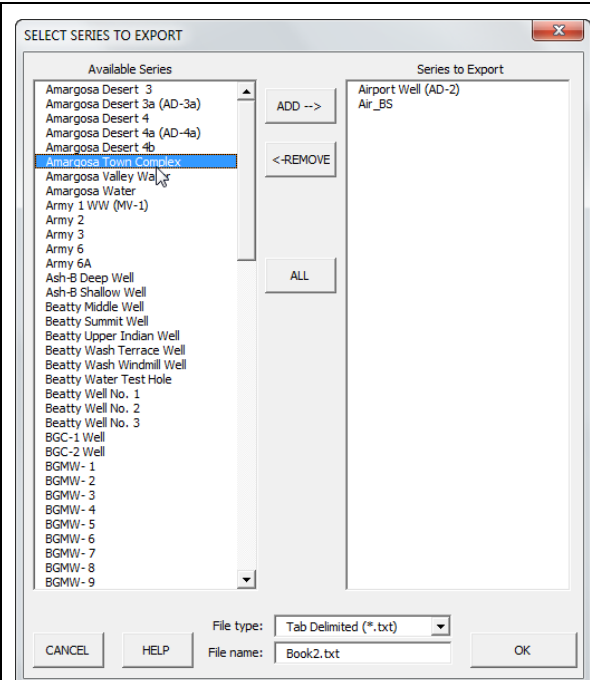 SELECT SERIES TO EXPORT
Available Series
Amargosa Desert 3
Amargosa Desert 3a (AD-3a)
Amargosa Desert 4
Amargosa Desert 4a (AD-4a)
Amargosa Desert 4b
Amargosa Town Complex
Amargosa Valley Water
Amargosa Water
Army 1 WW (MV-1)
Army 2
Army 3
Army 6
Army 6A
Ash-B Deep Well
Ash-B Shallow Well
Beatty Middle Well
Beatty Summit Well
Beatty Upper Indian Well
Beatty Wash Terrace Well
Beatty Wash Windmill Well
Beatty Water Test Hole
Beatty Well No. 1
Beatty Well No. 2
Beatty Well No. 3
BGC-1 Well
BGC-2 Well
BGMW- 1
BGMW- 2
BGMW- 3
BGMW- 4
BGMW- 5
BGMW- 6
BGMW- 7
BGMW- 8
BGMW- 9
ADD -->
<-REMOVE
ALL
Series to Export
Airport Well (AD-2)
Air_BS
File type: Tab Delimited (*.txt)
CANCEL HELP File name: Book2.txt OK